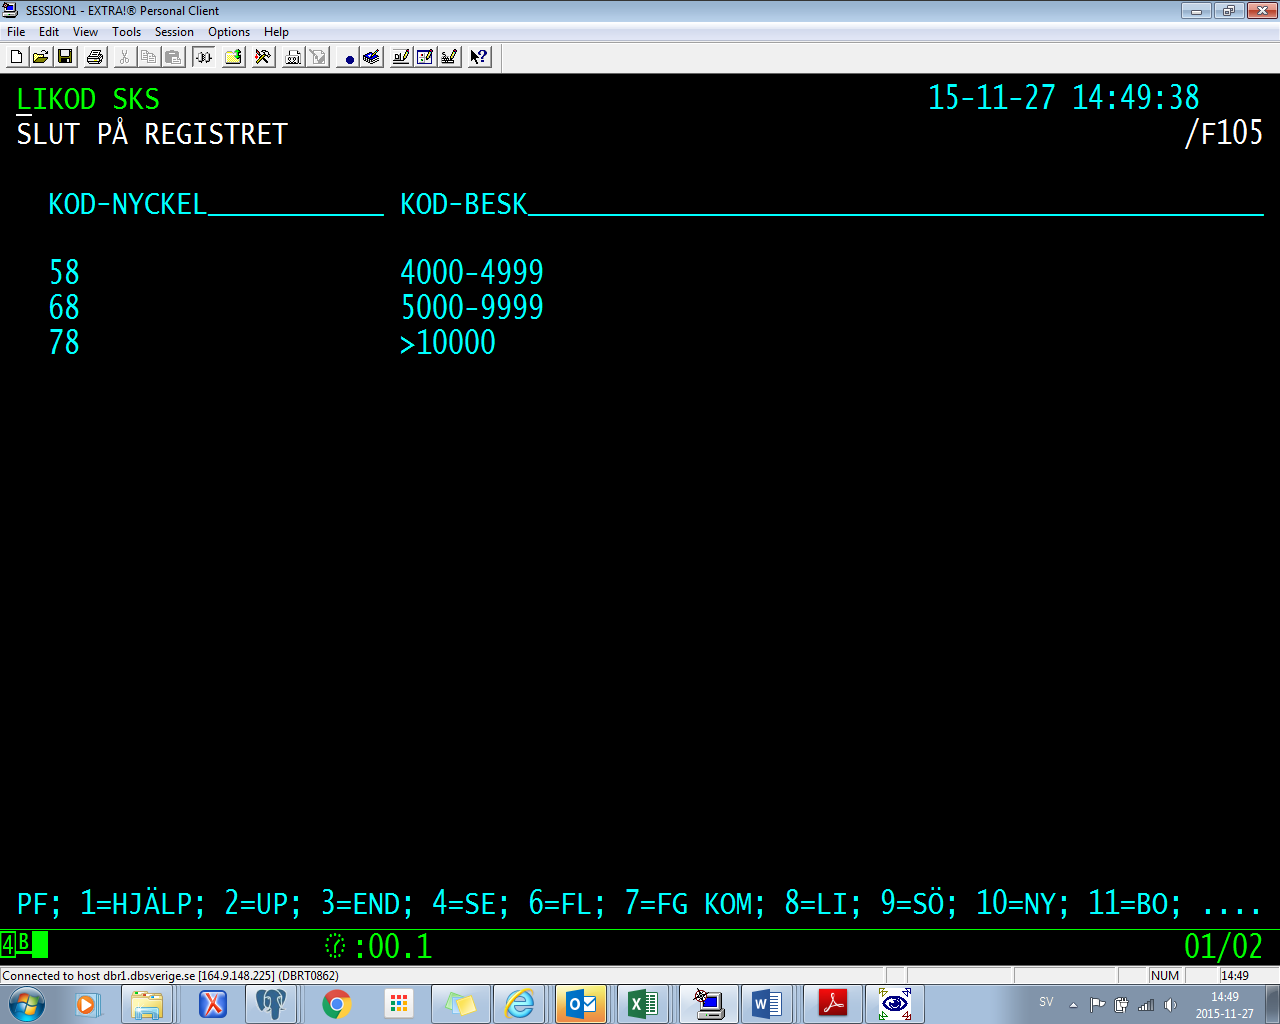 SESSION1 - EXTRA!® Personal Client
File Edit View Tools Session Options Help
LIKOD SKS 15-11-27 14:49:38
SLUT PÅ REGISTRET /F105
KOD-NYCKEL___________ KOD-BESK______________________________________________
58 4000-4999
68 5000-9999
78 >10000
PF; 1=HJÄLP; 2=UP; 3=END; 4=SE; 6=FL; 7=FG KOM; 8=LI; 9=SÖ; 10=NY; 11=BO; ....
4B :00.1 01/02
Connected to host dbr1.dbsverige.se [164.9.148.225] (DBRT0862) NUM 14:49
SV 14:49
2015-11-27